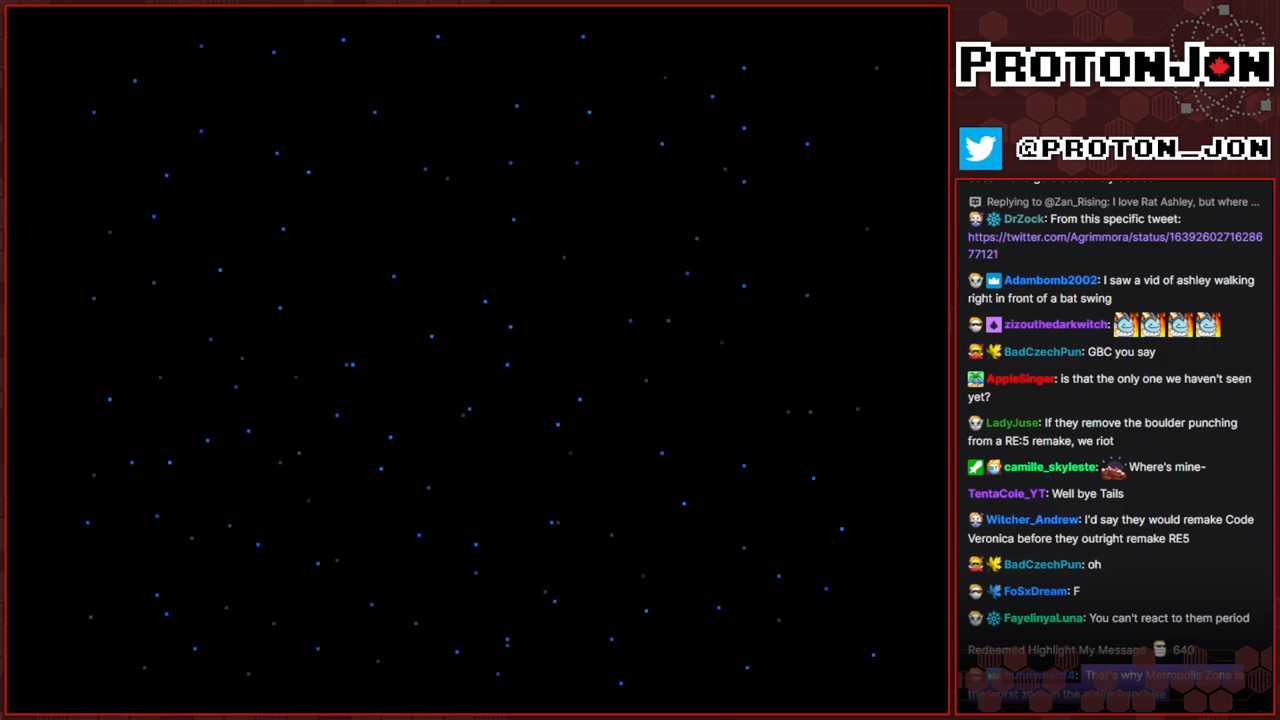 PROTONJON
@PROTON_JON
Replying to @Zan_Rising: I love Rat Ashley, but where ...
DrZock: From this specific tweet:
https://twitter.com/Agrimmora/status/16392602716286
77121
Adambomb2002: I saw a vid of ashley walking
right in front of a bat swing
zizouthedarkwitch:
BadCzechPun: GBC you say
AppleSinger: is that the only one we haven't seen
yet?
LadyJuse: If they remove the boulder punching
from a RE:5 remake, we riot
camille_skyleste: Where's mine-
TentaCole_YT: Well bye Tails
Witcher_Andrew: I'd say they would remake Code
Veronica before they outright remake RE5
BadCzechPun: oh
FoSxDream: F
FayelinyaLuna: You can't react to them period
Redeemed Highlight My Message 640
That's why Metropolis Zone is
the worst zone in the entire franchise